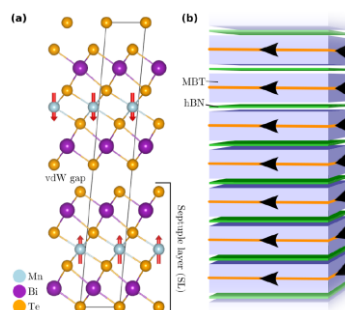 (a)
vdW gap
Septuple layer (SL)
Mn
Bi
Te
(b)
MBT
hBN